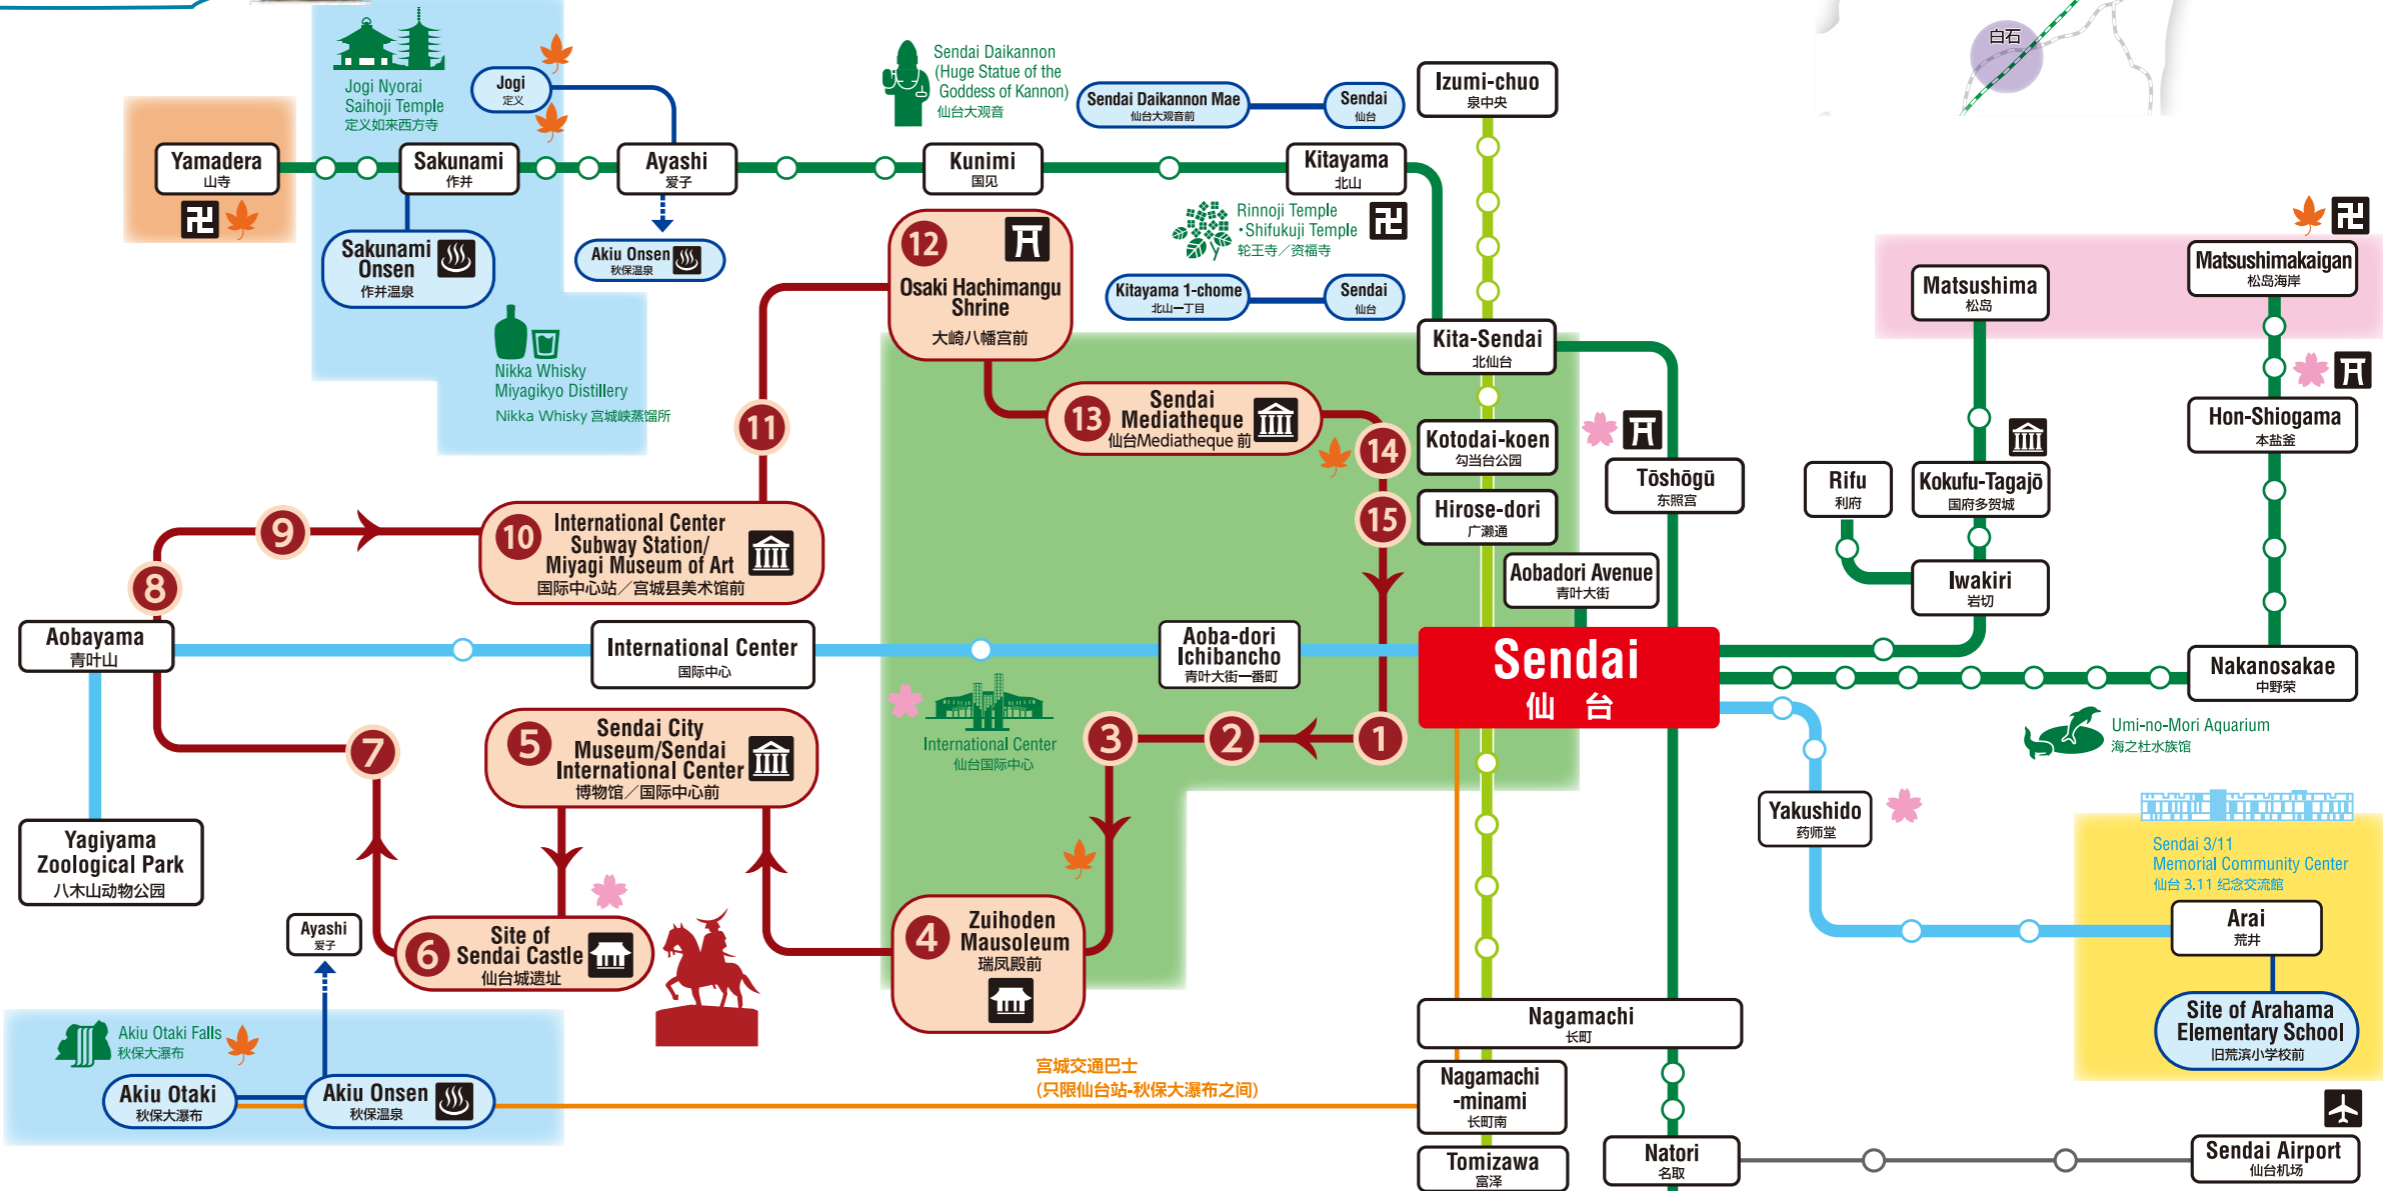 白石
Jogi Nyorai
Saihoji Temple
定义如来西方寺
Jogi
定义
Sendai Daikannon
(Huge Statue of the
Goddess of Kannon)
仙台大观音
Sendai Daikannon Mae
仙台大观音前
Sendai
仙台
Izumi-chuo
泉中央
Yamadera
山寺
Sakunami
作并
Ayashi
爱子
Kunimi
国见
Kitayama
北山
Sakunami
Onsen
作并温泉
Akiu Onsen
秋保温泉
12
Osaki Hachimangu
Shrine
大崎八幡宫前
Rinnoji Temple
・Shifukuji Temple
轮王寺／资福寺
Kitayama 1-chome
北山一丁目
Sendai
仙台
Matsushima
松岛
Matsushimakaigan
松岛海岸
Nikka Whisky
Miyagikyo Distillery
Nikka Whisky 宫城峡蒸馏所
Kita-Sendai
北仙台
11
13
Sendai
Mediatheque
仙台Mediatheque 前
14
Kotodai-koen
勾当台公园
Hon-Shiogama
本盐釜
Tōshōgū
东照宫
Rifu
利府
Kokufu-Tagajō
国府多贺城
9
10
International Center
Subway Station/
Miyagi Museum of Art
国际中心站／宫城县美术馆前
15
Hirose-dori
广濑通
8
Aobadori Avenue
青叶大街
Iwakiri
岩切
Aobayama
青叶山
International Center
国际中心
Aoba-dori
Ichibancho
青叶大街一番町
Sendai
仙台
Nakanosakae
中野荣
7
5
Sendai City
Museum/Sendai
International Center
博物馆／国际中心前
International Center
仙台国际中心
3
2
1
Umi-no-Mori Aquarium
海之杜水族馆
Yagiyama
Zoological Park
八木山动物公园
Yakushido
药师堂
Sendai 3/11
Memorial Community Center
仙台 3.11 纪念交流館
Ayashi
爱子
6
Site of
Sendai Castle
仙台城遗址
4
Zuihoden
Mausoleum
瑞凤殿前
Arai
荒井
Site of Arahama
Elementary School
旧荒滨小学校前
Nagamachi
长町
Akiu Otaki Falls
秋保大瀑布
Akiu Otaki
秋保大瀑布
Akiu Onsen
秋保温泉
宫城交通巴士
(只限仙台站-秋保大瀑布之间)
Nagamachi
-minami
长町南
Tomizawa
富泽
Natori
名取
Sendai Airport
仙台机场